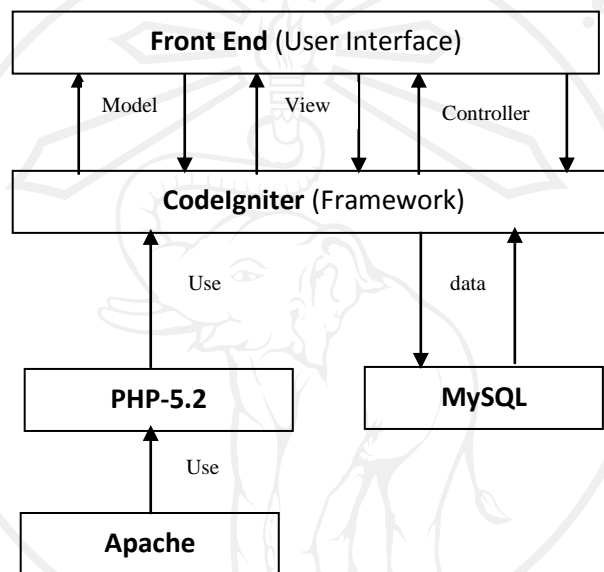 Front End (User Interface)
Model View Controller
CodeIgniter (Framework)
Use data
PHP-5.2 MySQL
Use
Apache